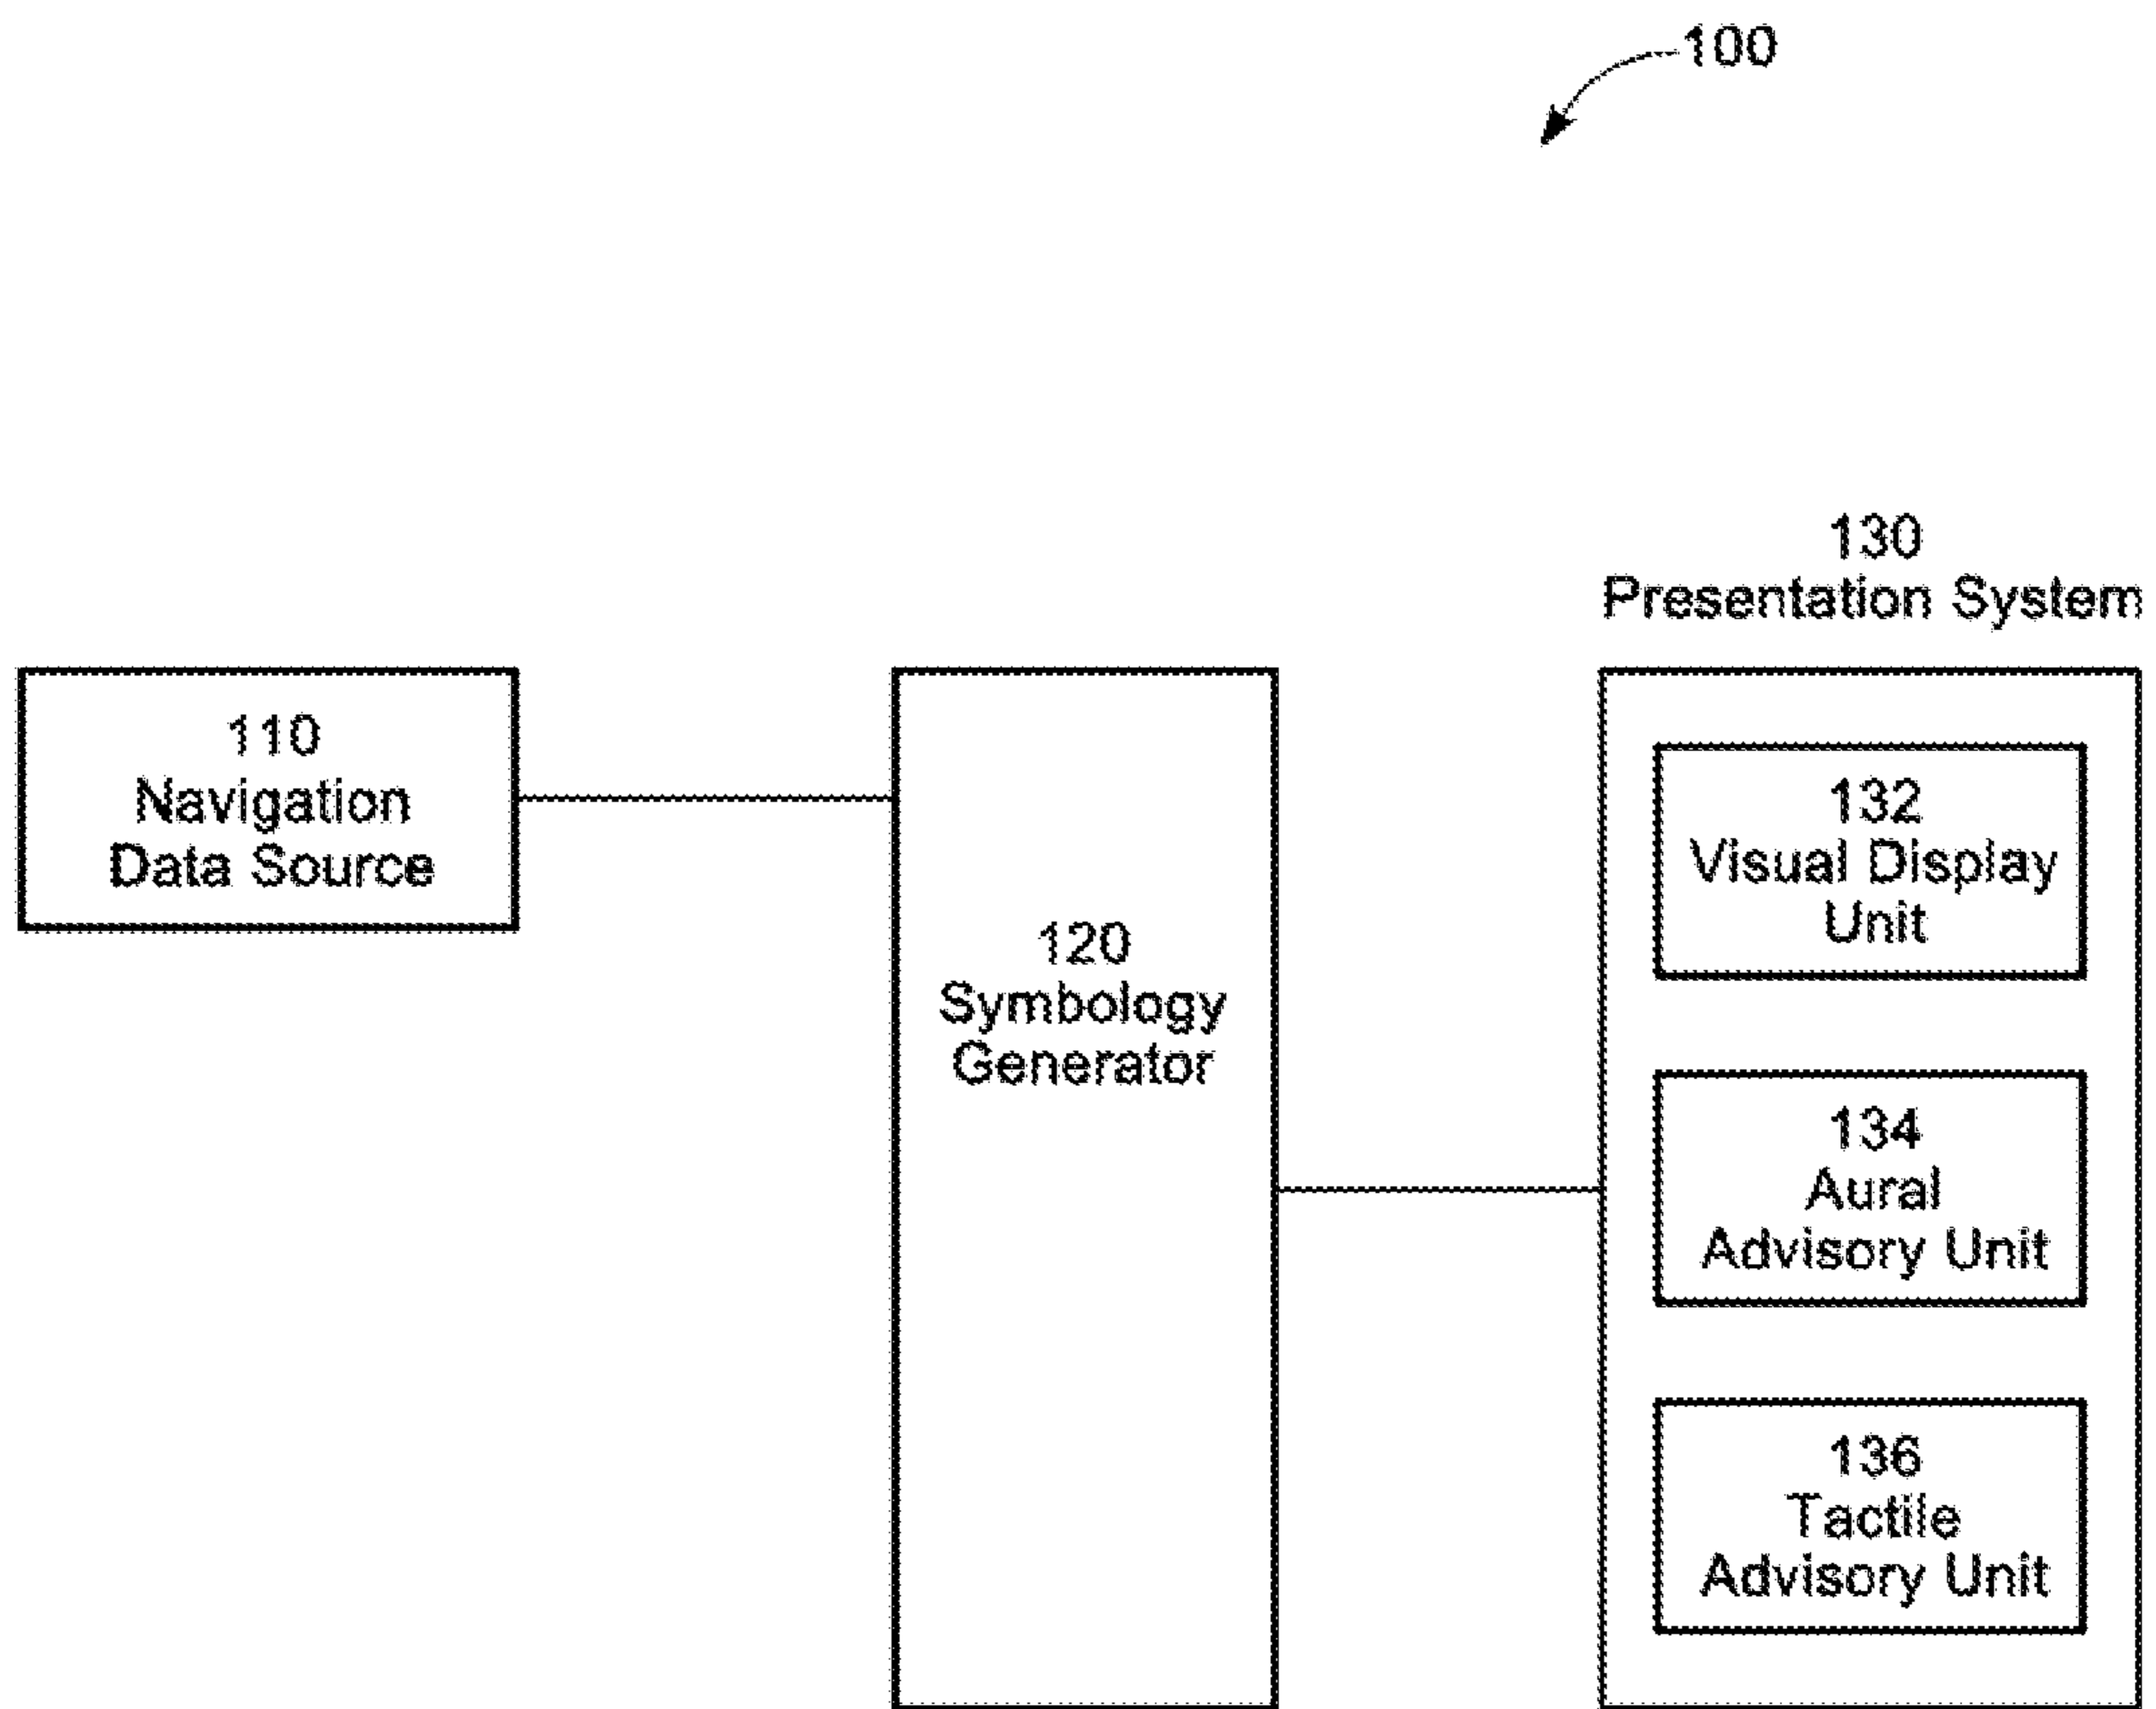 100
130
Presentation System
110
Navigation
Data Source
120
Symbology
Generator
132
Visual Display
Unit
134
Aural
Advisory Unit
136
Tactile
Advisory Unit